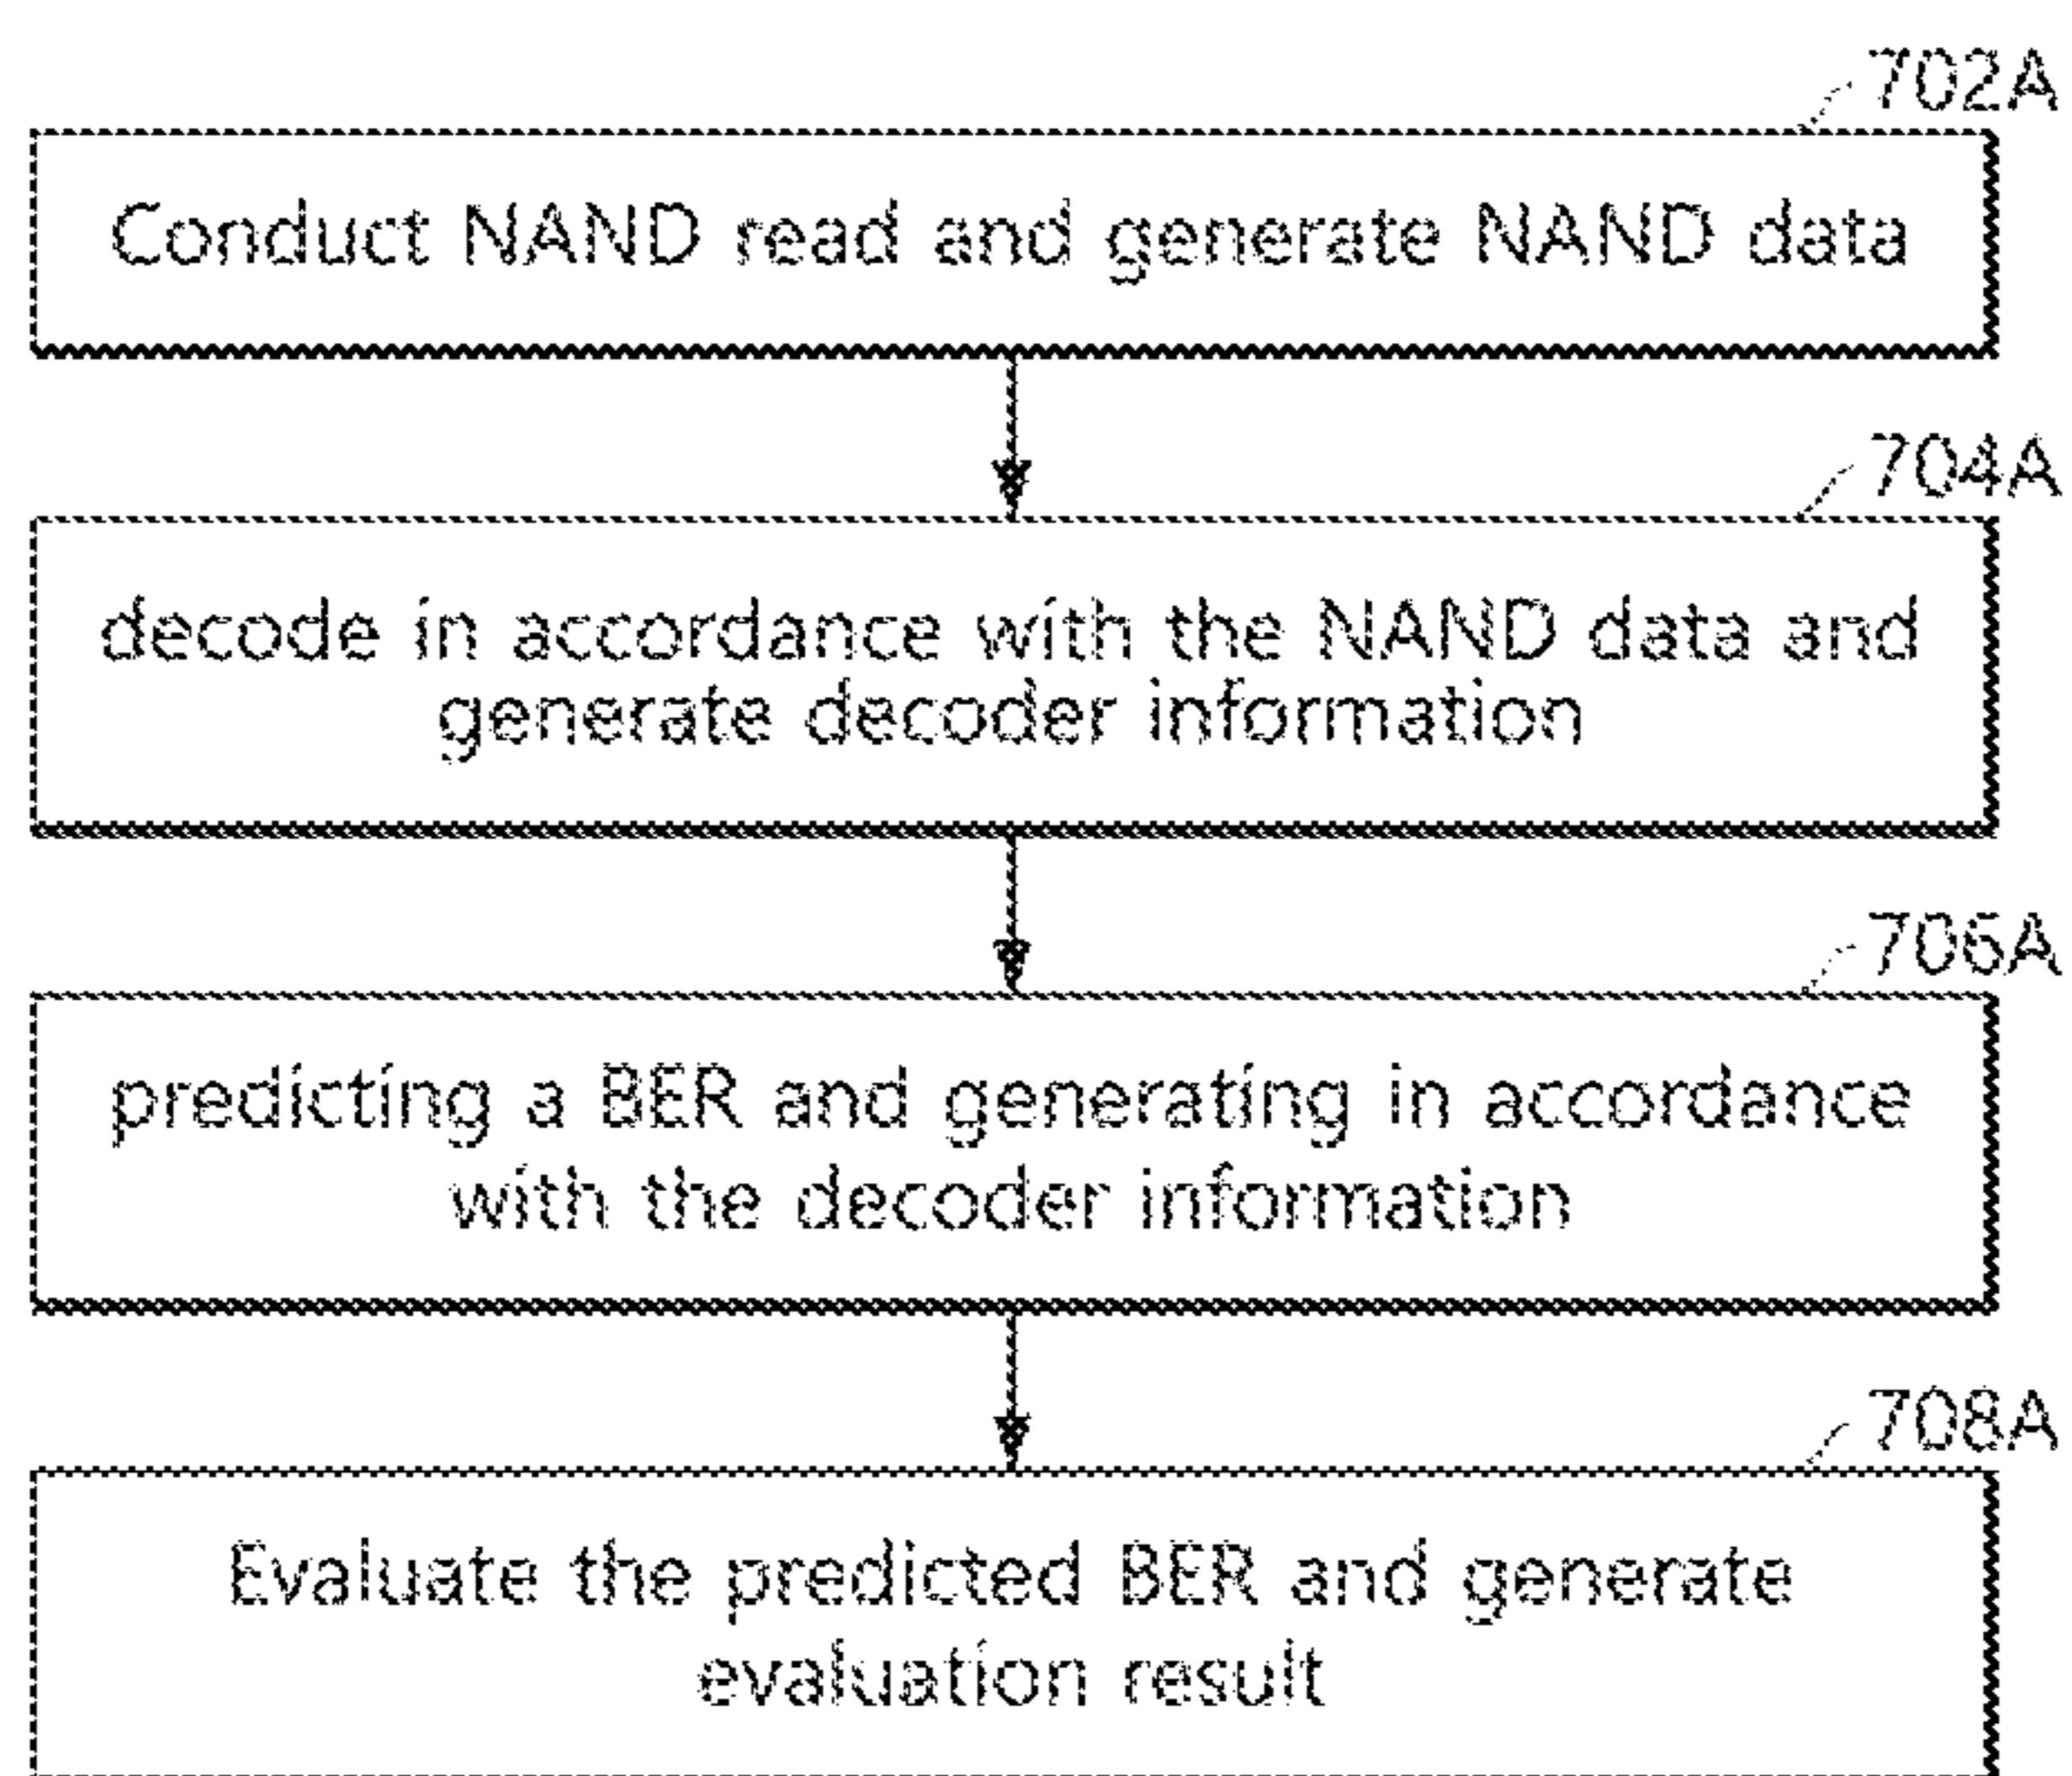 702A
Conduct NAND read and generate NAND data
704A
decode in accordance with the NAND data and
generate decoder information
706A
predicting a BER and generating in accordance
with the decoder information
708A
Evaluate the predicted BER and generate
evaluation result